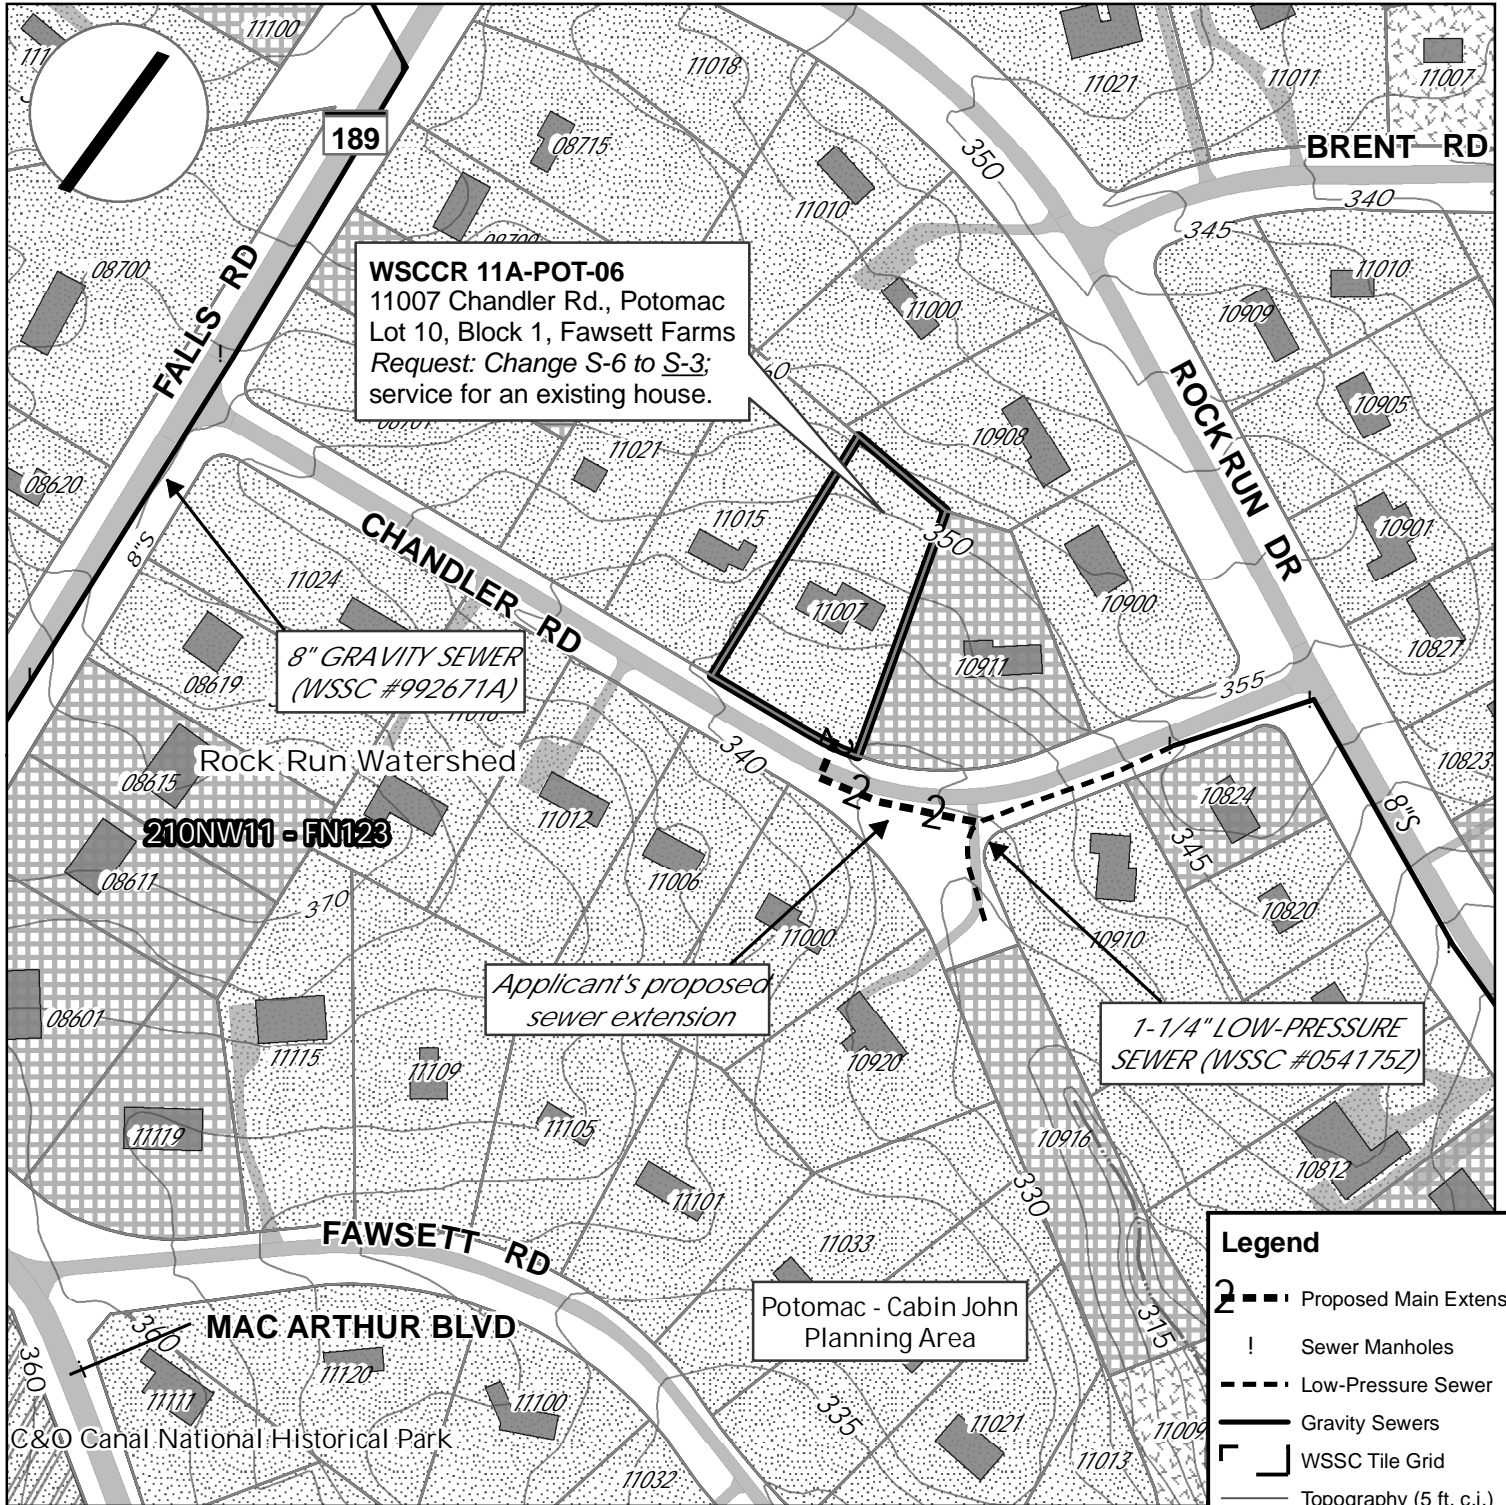 11100
11018
11021
11011
11007
189
08715
BRENT RD
350
11010
340
345
08700
FALLS RD
WSCCR 11A-POT-06
11007 Chandler Rd., Potomac
Lot 10, Block 1, Fawsett Farms
Request: Change S-6 to S-3;
service for an existing house.
11000
11010
10909
ROCK RUN DR
10905
08620
11021
10908
8"S
CHANDLER RD
11015
350
10901
11024
11007
10900
10827
8" GRAVITY SEWER
(WSSC #992671A)
08619
10911
355
Rock Run Watershed
340
10823
08615
2
2
2
10824
8"S
210NW11 - FN123
11012
345
08611
11006
370
11000
10910
10820
Applicant's proposed
sewer extension
1-1/4" LOW-PRESSURE
SEWER (WSSC #054175Z)
08601
11115
11109
10920
11119
11105
10916
10812
11101
330
FAWSETT RD
11033
Potomac - Cabin John
Planning Area
315
MAC ARTHUR BLVD
360
360
11120
11111
11100
335
11021
11009
C&O Canal National Historical Park
11032
11013
Legend
2 Proposed Main Extens
! Sewer Manholes
Low-Pressure Sewer
Gravity Sewers
WSSC Tile Grid
Topography (5 ft. c.i.)